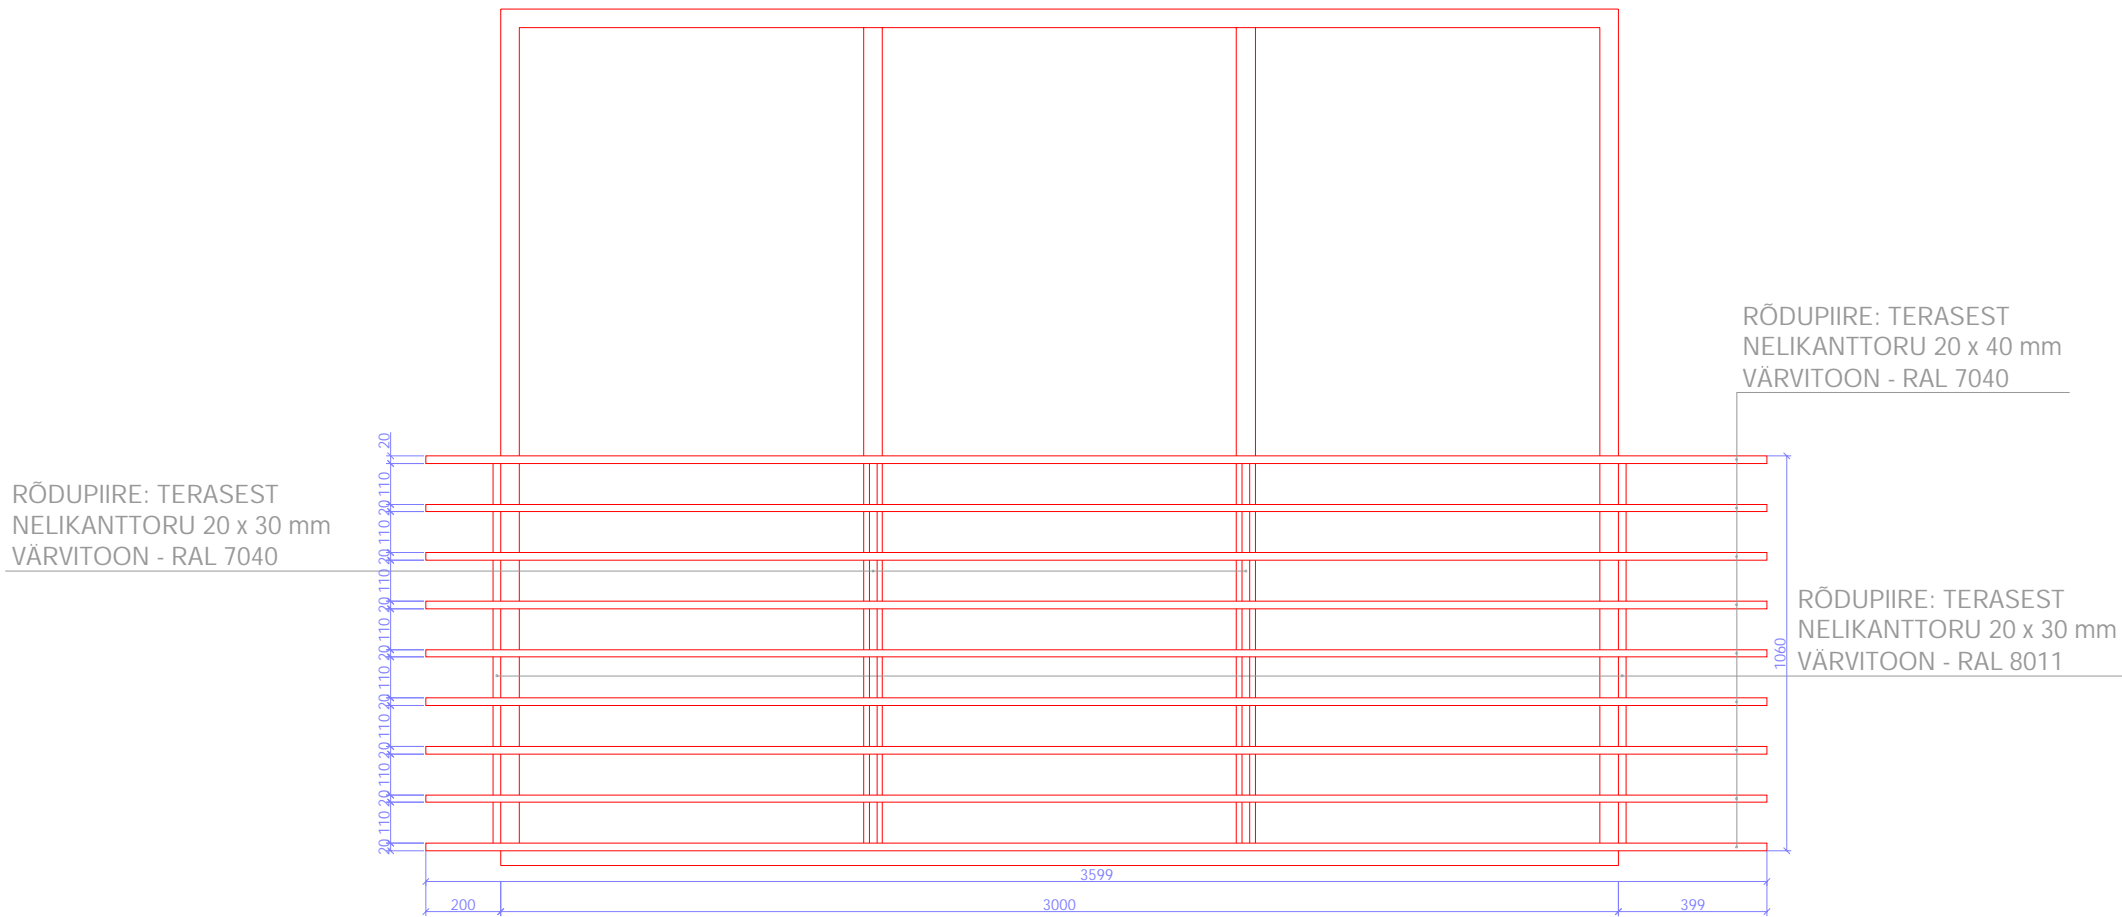 RÕDUPIIRE: TERASEST
NELIKANTTORU 20 x 40 mm
VÄRVITOON - RAL 7040
RÕDUPIIRE: TERASEST
NELIKANTTORU 20 x 30 mm
VÄRVITOON - RAL 7040
RÕDUPIIRE: TERASEST
NELIKANTTORU 20 x 30 mm
VÄRVITOON - RAL 8011
20
110
20
110
20
110
20
110
20
110
20
110
20
110
20
110
20
1060
3599
200
3000
399